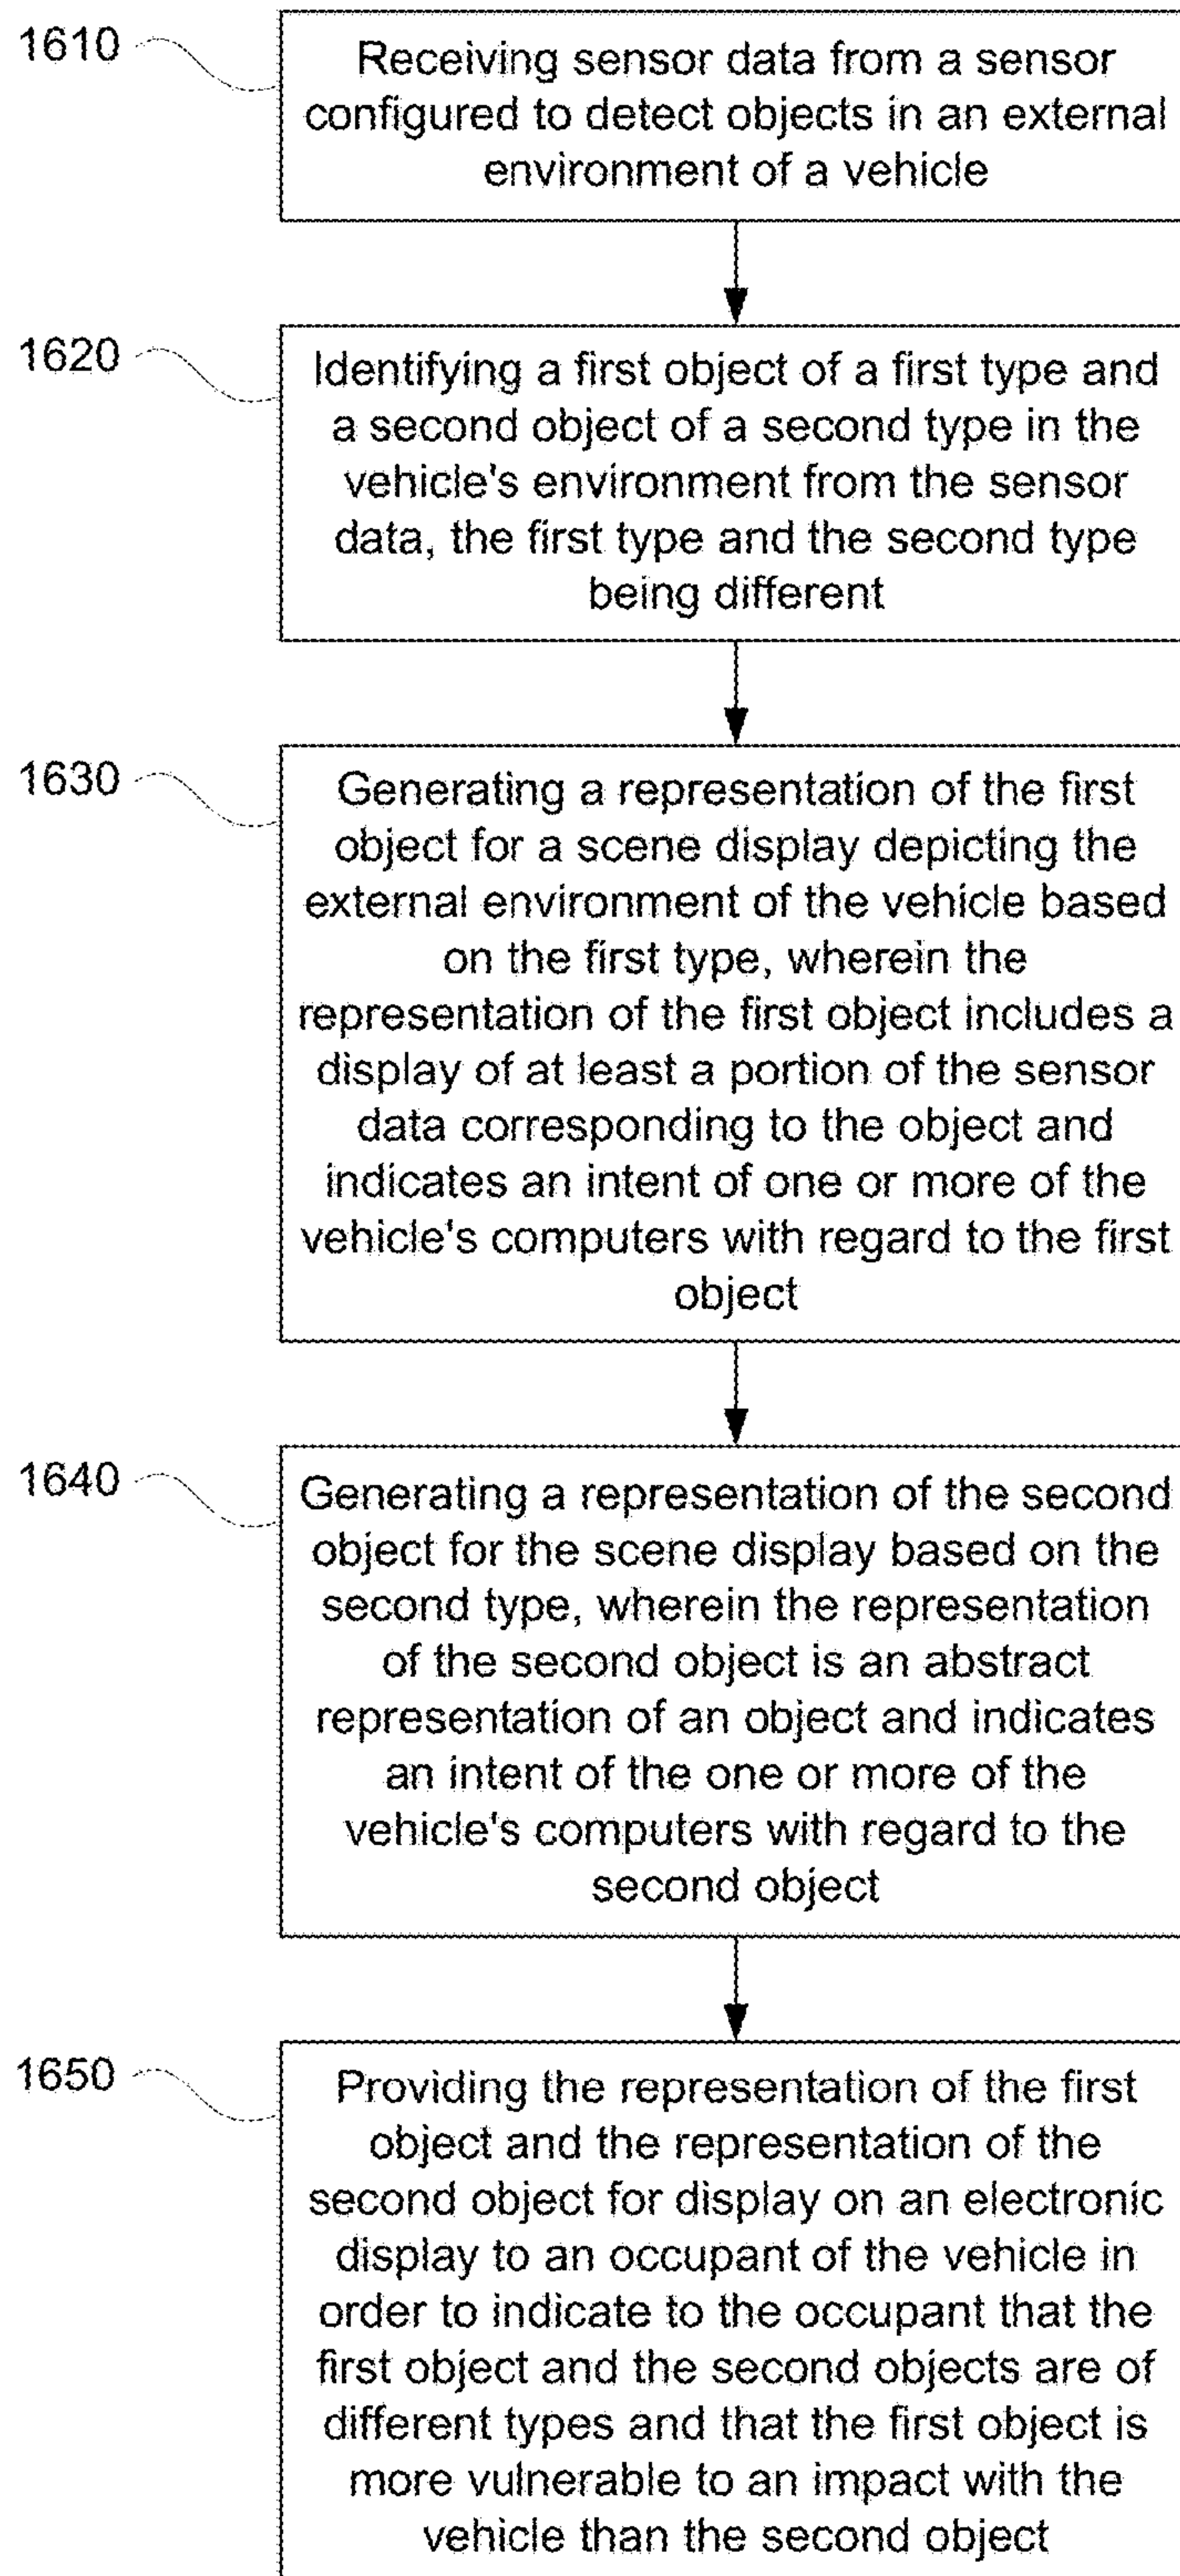 1610
Receiving sensor data from a sensor
configured to detect objects in an external
environment of a vehicle
1620
Identifying a first object of a first type and
a second object of a second type in the
vehicle's environment from the sensor
data, the first type and the second type
being different
1630
Generating a representation of the first
object for a scene display depicting the
external environment of the vehicle based
on the first type, wherein the
representation of the first object includes a
display of at least a portion of the sensor
data corresponding to the object and
indicates an intent of one or more of the
vehicle's computers with regard to the first
object
1640
Generating a representation of the second
object for the scene display based on the
second type, wherein the representation
of the second object is an abstract
representation of an object and indicates
an intent of the one or more of the
vehicle's computers with regard to the
second object
1650
Providing the representation of the first
object and the representation of the
second object for display on an electronic
display to an occupant of the vehicle in
order to indicate to the occupant that the
first object and the second objects are of
different types and that the first object is
more vulnerable to an impact with the
vehicle than the second object